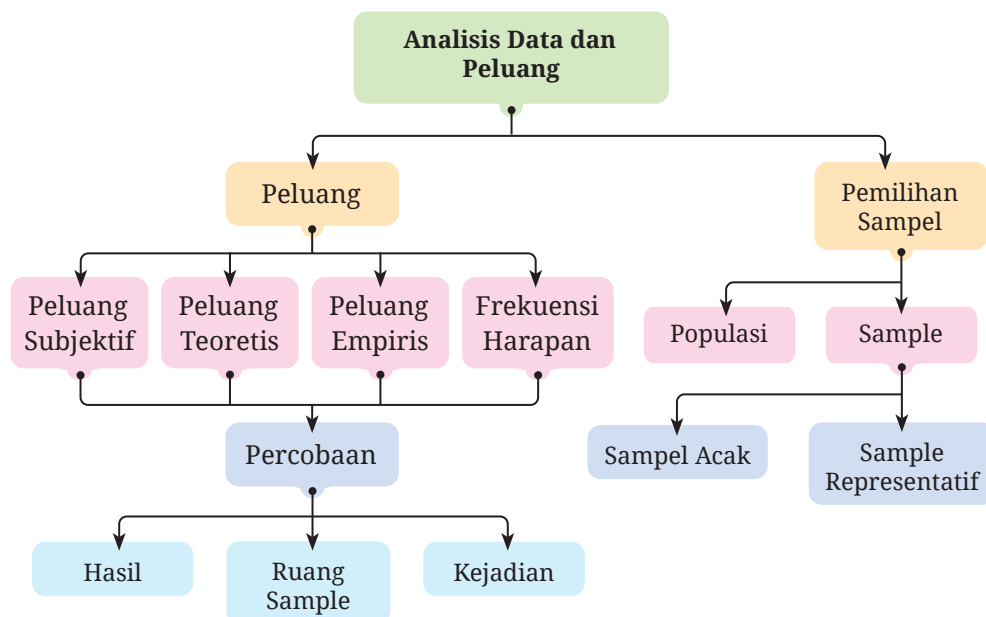 Analisis Data dan
Peluang
Peluang
Pemilihan
Sampel
Peluang
Subjektif
Peluang
Teoretis
Peluang
Empiris
Frekuensi
Harapan
Populasi
Sample
Percobaan
Sampel Acak
Sample
Representatif
Hasil
Ruang
Sample
Kejadian